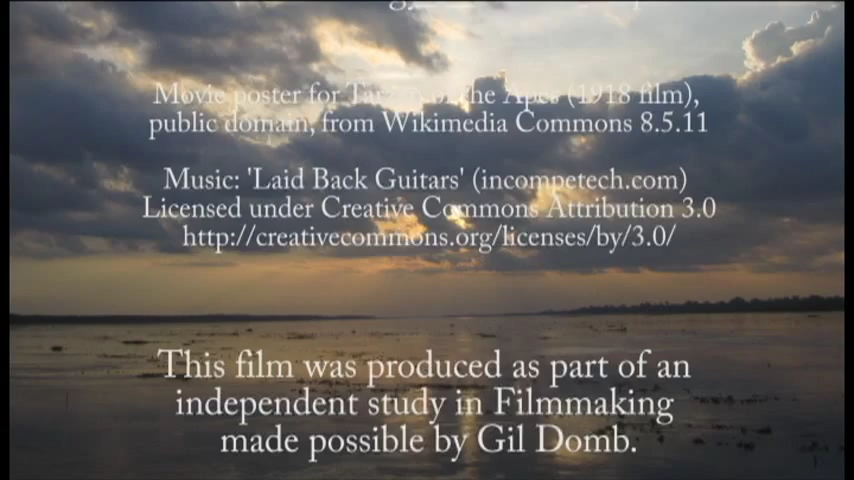 Movie poster for Tarzan of the Apes (1918 film),
public domain, from Wikimedia Commons 8.5.11
Music: 'Laid Back Guitars' (incompetech.com)
Licensed under Creative Commons Attribution 3.0
http://creativecommons.org/licenses/by/3.0/
This film was produced as part of an
independent study in Filmmaking
made possible by Gil Domb.